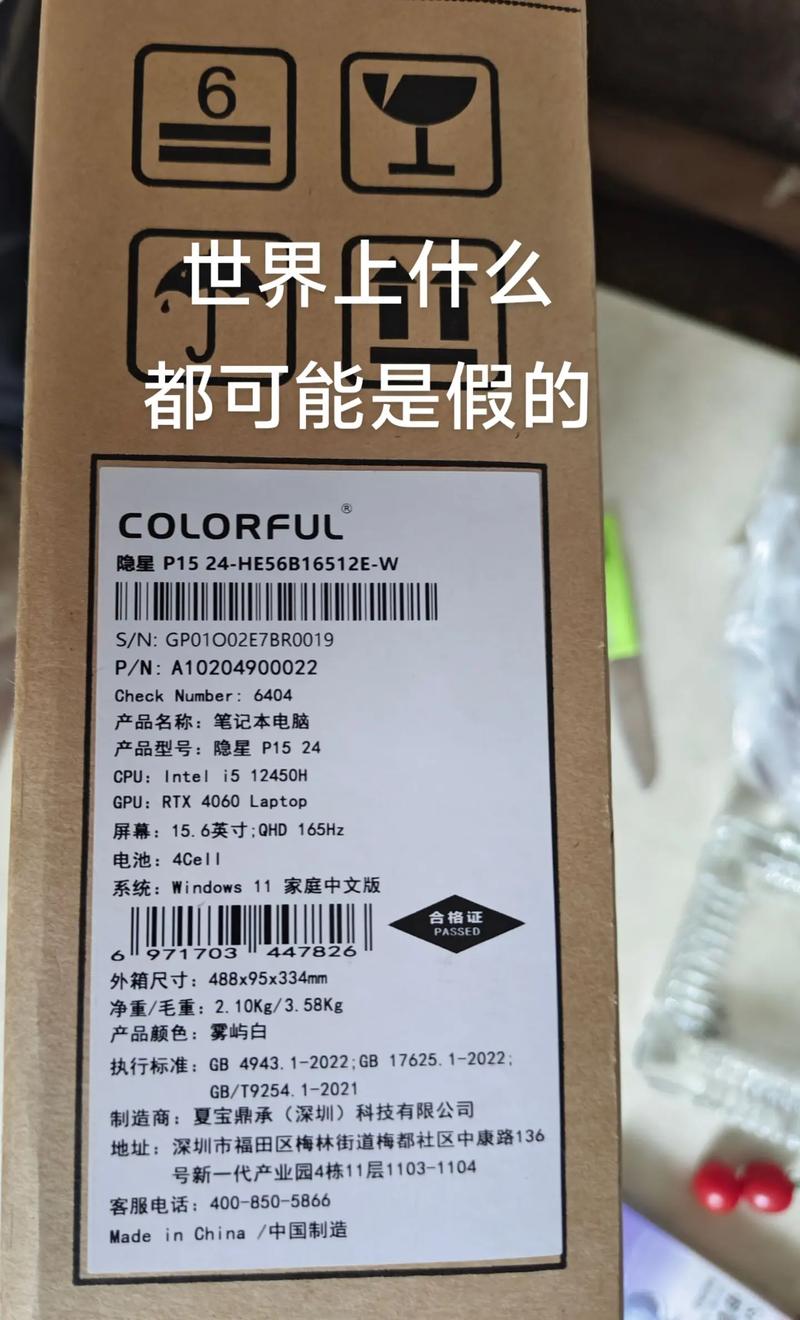 6
世界上什么
都可能是假的
COLORFUL®
隐星 P15 24-HE56B16512E-W
S/N: GP01O02E7BR0019
P/N: A10204900022
Check Number: 6404
产品名称：笔记本电脑
产品型号：隐星 P15 24
CPU: Intel i5 12450H
GPU: RTX 4060 Laptop
屏幕：15.6英寸;QHD 165Hz
电池：4Cell
系统：Windows 11 家庭中文版
合格证
PASSED
6 971703 447826
外箱尺寸：488x95x334mm
净重/毛重：2.10Kg/3.58Kg
产品颜色：雾屿白
执行标准：GB 4943.1-2022;GB 17625.1-2022;
GB/T9254.1-2021
制造商：夏宝鼎承（深圳）科技有限公司
地址：深圳市福田区梅林街道梅都社区中康路136
号新一代产业园4栋11层1103-1104
客服电话：400-850-5866
Made in China /中国制造